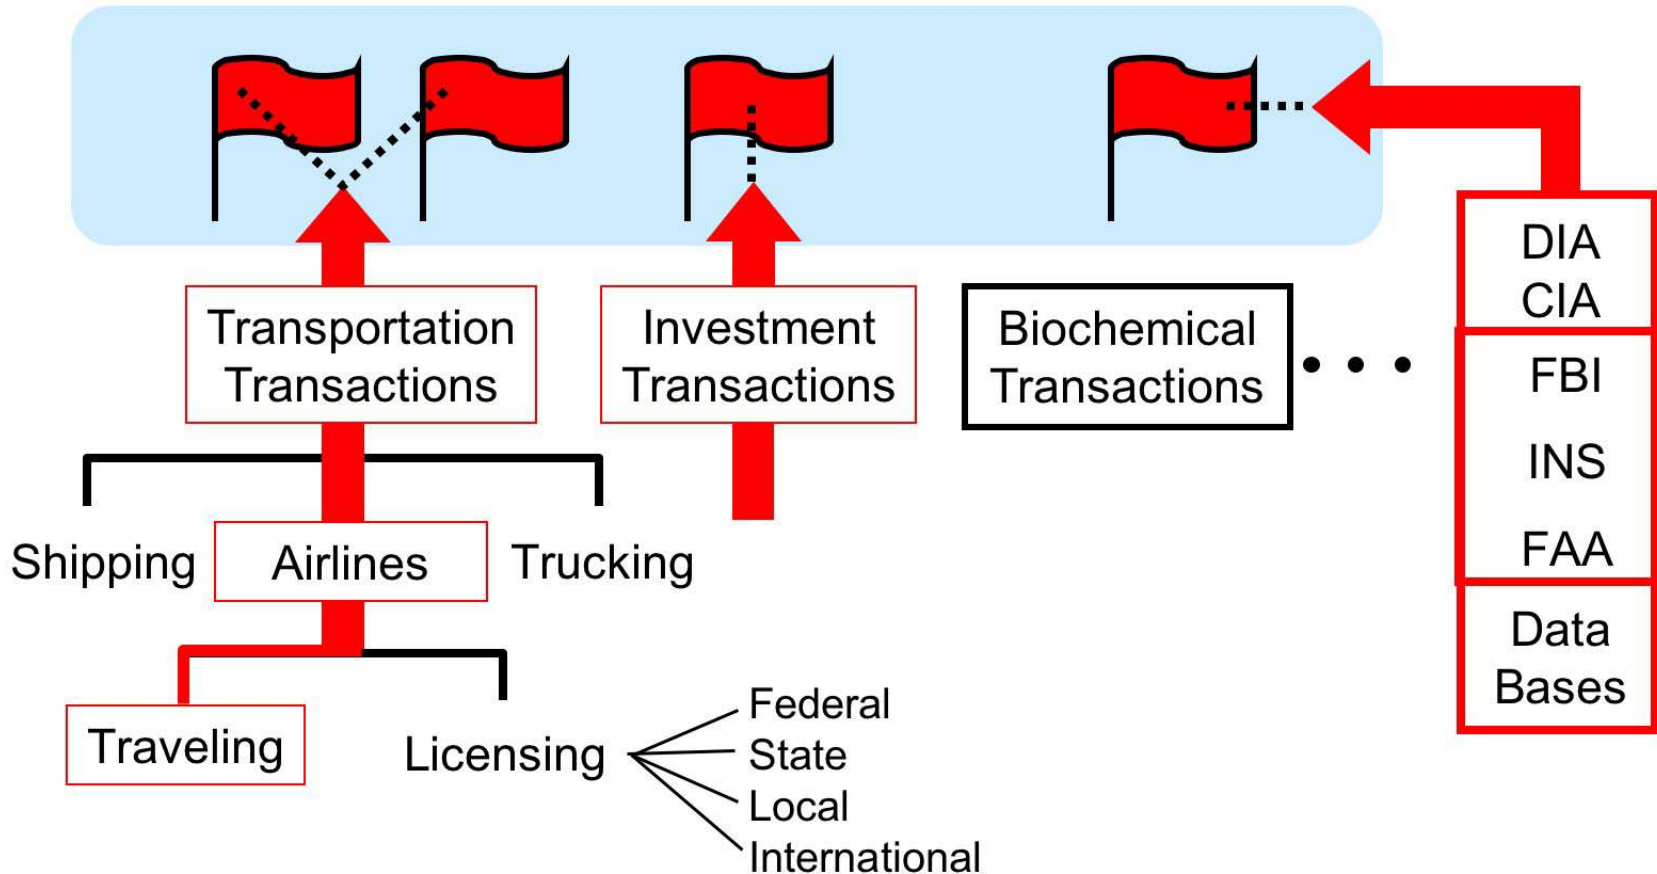 Transportation
Transactions
Investment
Transactions
Biochemical
Transactions
DIA
CIA
FBI
INS
FAA
Data
Bases
Shipping
Airlines
Trucking
Traveling
Licensing
Federal
State
Local
International